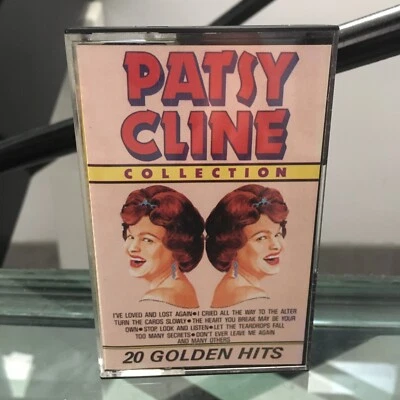 PATSY
CLINE
COLLECTION
I'VE LOVED AND LOST AGAIN • I CRIED ALL THE WAY TO THE ALTER
TURN THE CARDS SLOWLY • THE HEART YOU BREAK MAY BE YOUR
OWN • STOP, LOOK AND LISTEN • LET THE TEARDROPS FALL
TOO MANY SECRETS • DON'T EVER LEAVE ME AGAIN
AND MANY OTHERS
20 GOLDEN HITS